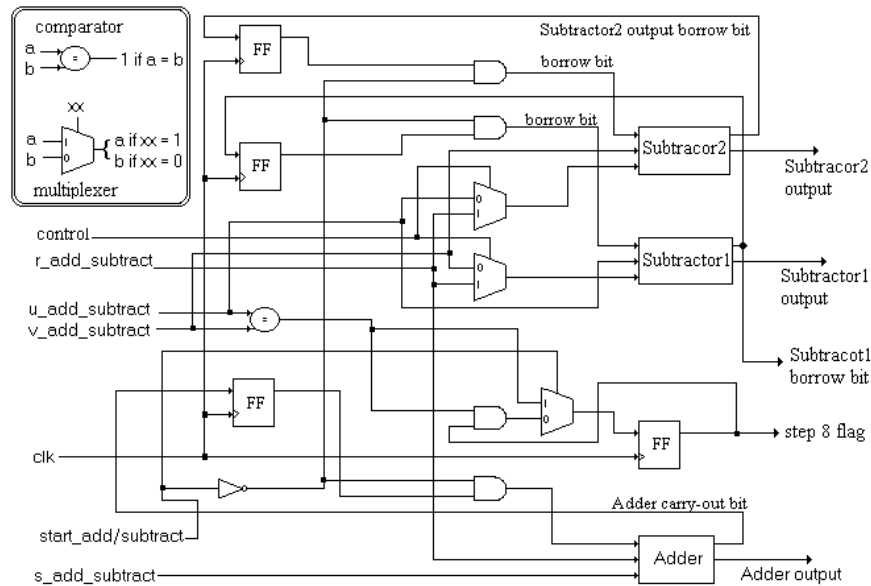 comparator
a
b
=
1 if a = b
xx
a
b
1
0
a if xx = 1
b if xx = 0
multiplexer
FF
Subtractor2 output borrow bit
borrow bit
borrow bit
FF
Subtracor2
Subtracor2
output
0
1
control
r_add_subtract
0
1
Subtractor1
Subtractor1
output
u_add_subtract
v_add_subtract
=
Subtracot1
borrow bit
FF
1
0
FF
step 8 flag
clk
Adder carry-out bit
start_add/subtract
Adder
s_add_subtract
Adder output